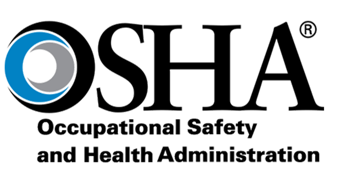 OSHA®
Occupational Safety
and Health Administration